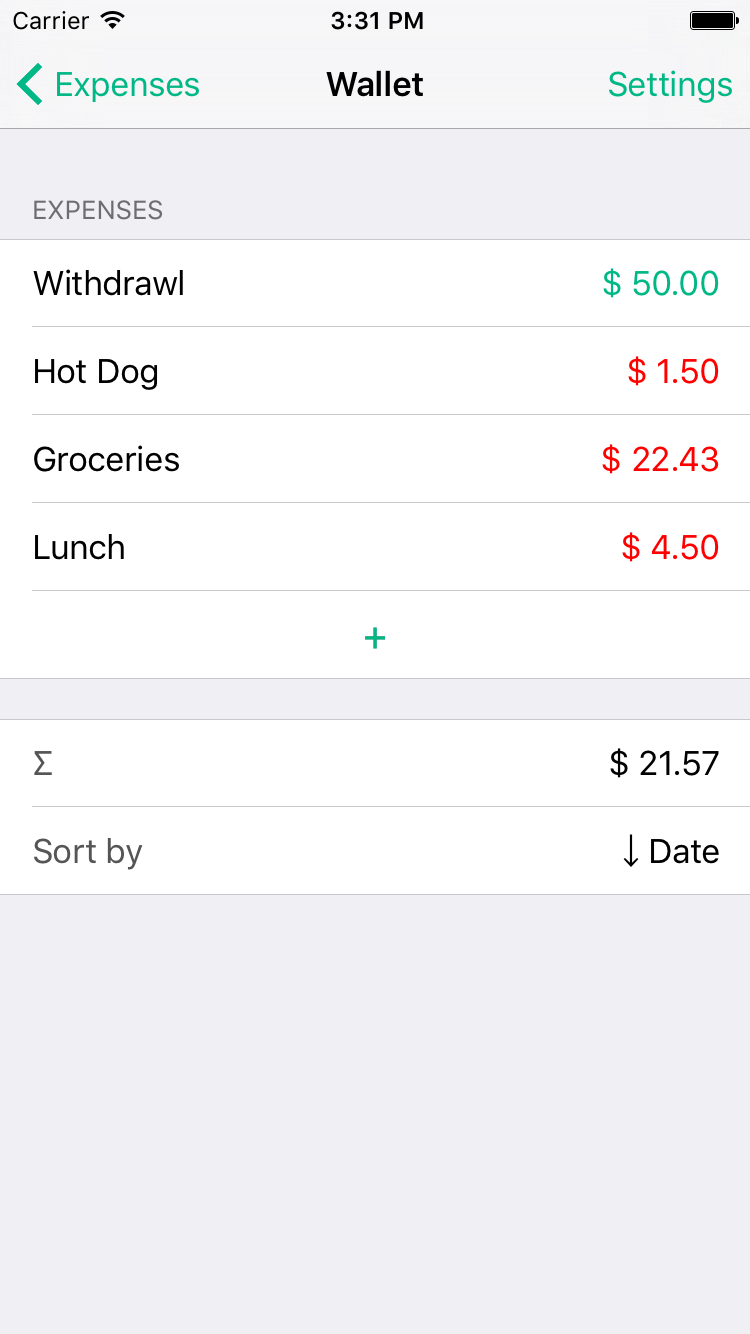 Carrier 3:31 PM
Expenses Wallet Settings
EXPENSES
Withdrawl $ 50.00
Hot Dog $ 1.50
Groceries $ 22.43
Lunch $ 4.50
+
Σ $ 21.57
Sort by ↓ Date